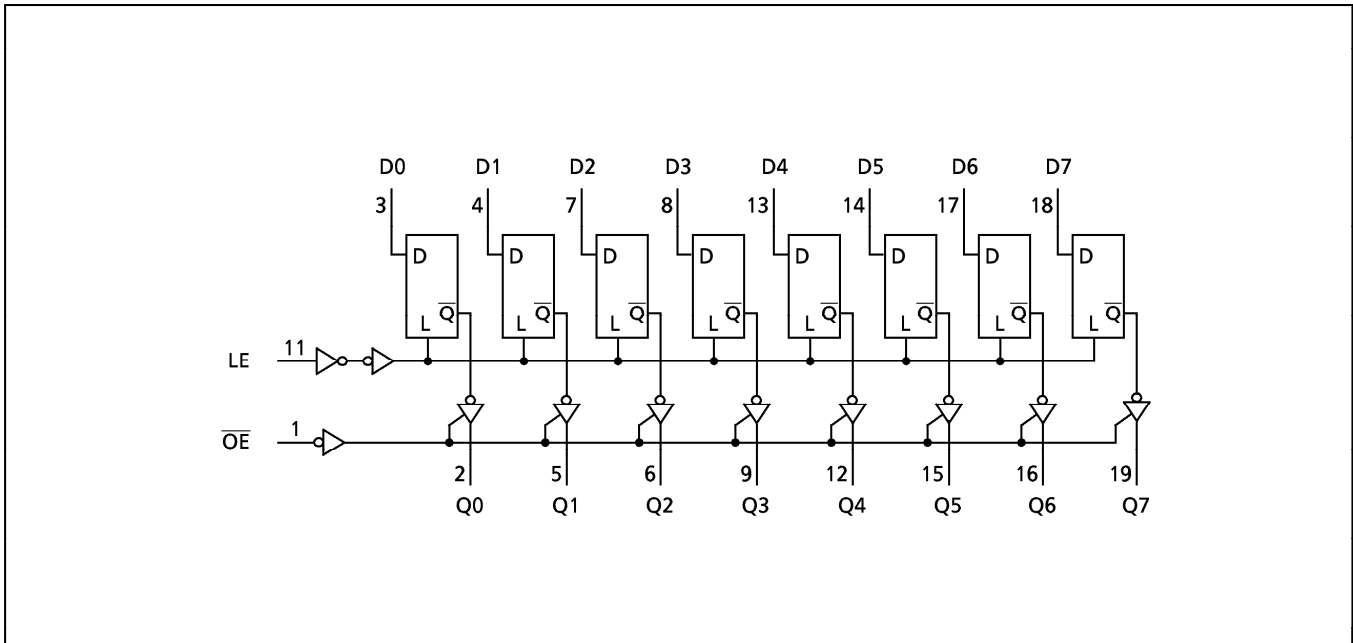 D0 D1 D2 D3 D4 D5 D6 D7
3 4 7 8 13 14 17 18
D D D D D D D D
Q̅ Q̅ Q̅ Q̅ Q̅ Q̅ Q̅ Q̅
L L L L L L L L
LE 11
O̅E̅ 1
2 5 6 9 12 15 16 19
Q0 Q1 Q2 Q3 Q4 Q5 Q6 Q7